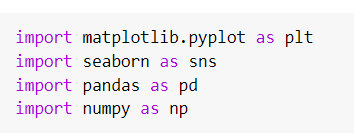 import matplotlib.pyplot as plt
import seaborn as sns
import pandas as pd
import numpy as np